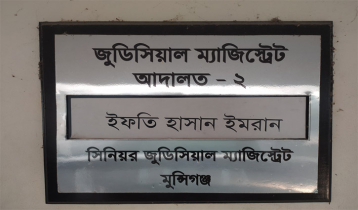 জুডিসিয়াল ম্যাজিস্ট্রেট
আদালত - ২
ইফতি হাসান ইমরান
সিনিয়র জুডিসিয়াল ম্যাজিস্ট্রেট
মুন্সিগঞ্জ